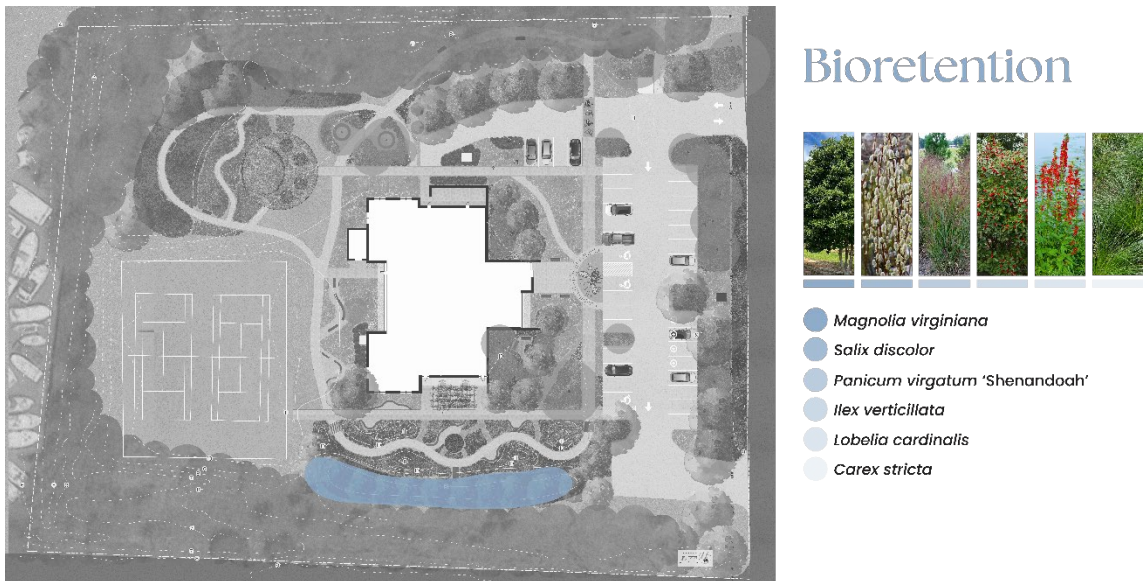 Bioretention
Magnolia virginiana
Salix discolor
Panicum virgatum ‘Shenandoah’
Ilex verticillata
Lobelia cardinalis
Carex stricta